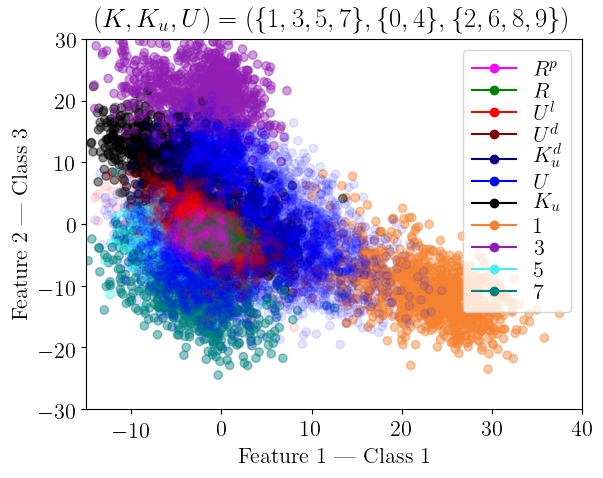 (K, K_u, U) = ({1, 3, 5, 7}, {0, 4}, {2, 6, 8, 9})
30
20
10
0
−10
−20
−30
Feature 2 — Class 3
−10
0
10
20
30
40
Feature 1 — Class 1
R^p
R
U^l
U^d
K_u^d
U
K_u
1
3
5
7